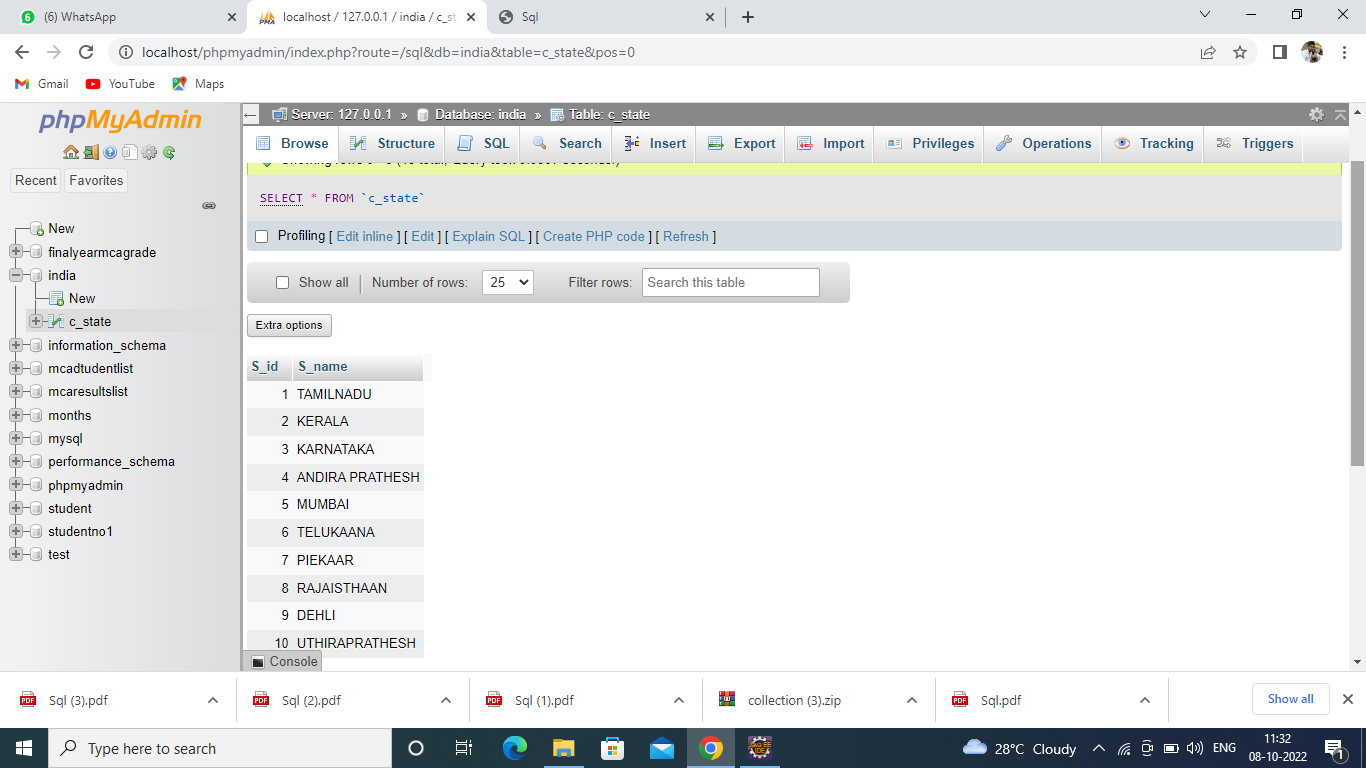 (6) WhatsApp
localhost / 127.0.0.1 / india / c_st
Sql
localhost/phpmyadmin/index.php?route=/sql&db=india&table=c_state&pos=0
Gmail YouTube Maps
phpMyAdmin
Recent Favorites
New
finalyearmcagrade
india
New
c_state
information_schema
mcadtudentlist
mcaresultslist
months
mysql
performance_schema
phpmyadmin
student
studentno1
test
Server: 127.0.0.1 » Database: india » Table: c_state
Browse Structure SQL Search Insert Export Import Privileges Operations Tracking Triggers
SELECT * FROM `c_state`
Profiling [ Edit inline ] [ Edit ] [ Explain SQL ] [ Create PHP code ] [ Refresh ]
Show all Number of rows: 25 Filter rows: Search this table
Extra options
S_id S_name
1 TAMILNADU
2 KERALA
3 KARNATAKA
4 ANDIRA PRATHESH
5 MUMBAI
6 TELUKAANA
7 PIEKAAR
8 RAJAISTHAAN
9 DEHLI
10 UTHIRAPRATHESH
Console
Sql (3).pdf Sql (2).pdf Sql (1).pdf collection (3).zip Sql.pdf Show all
Type here to search
28°C Cloudy ENG
11:32
08-10-2022
1